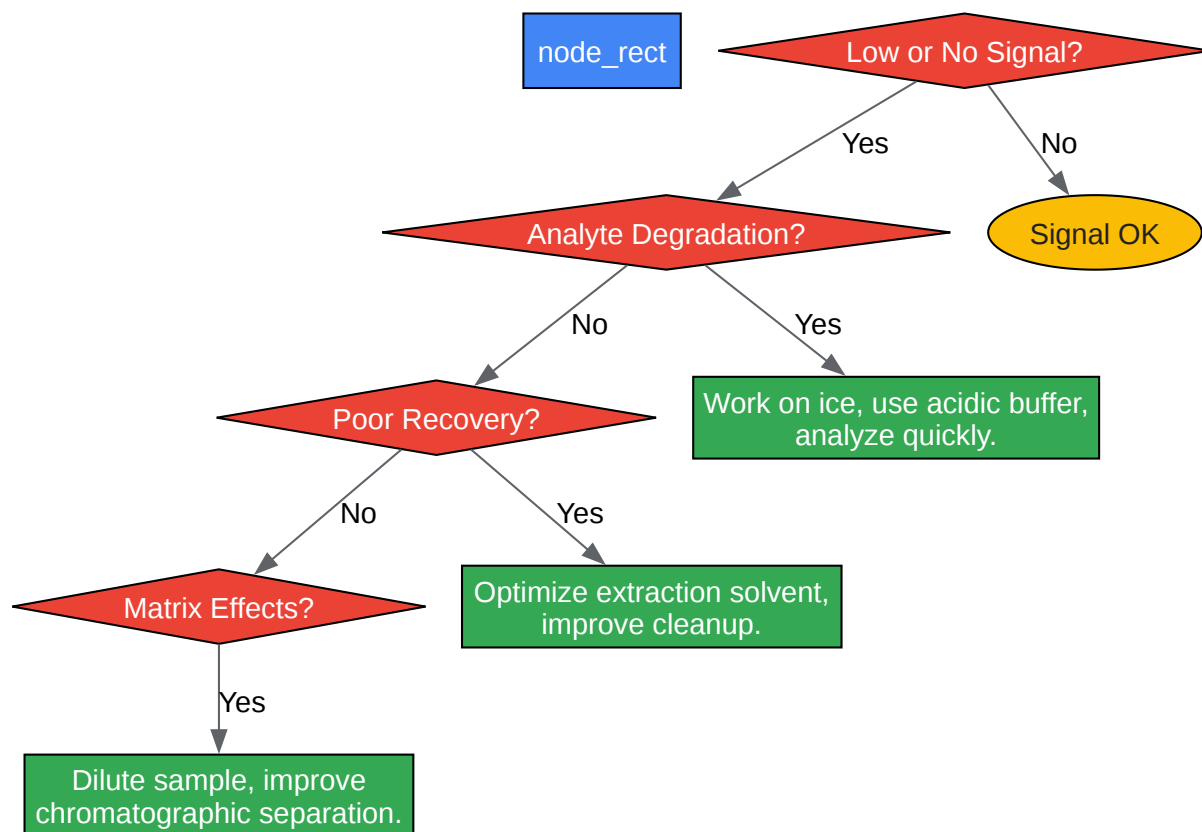 node_rect
Low or No Signal?
Yes
No
Analyte Degradation?
Signal OK
No
Yes
Poor Recovery?
Work on ice, use acidic buffer,
analyze quickly.
No
Yes
Matrix Effects?
Optimize extraction solvent,
improve cleanup.
Yes
Dilute sample, improve
chromatographic separation.